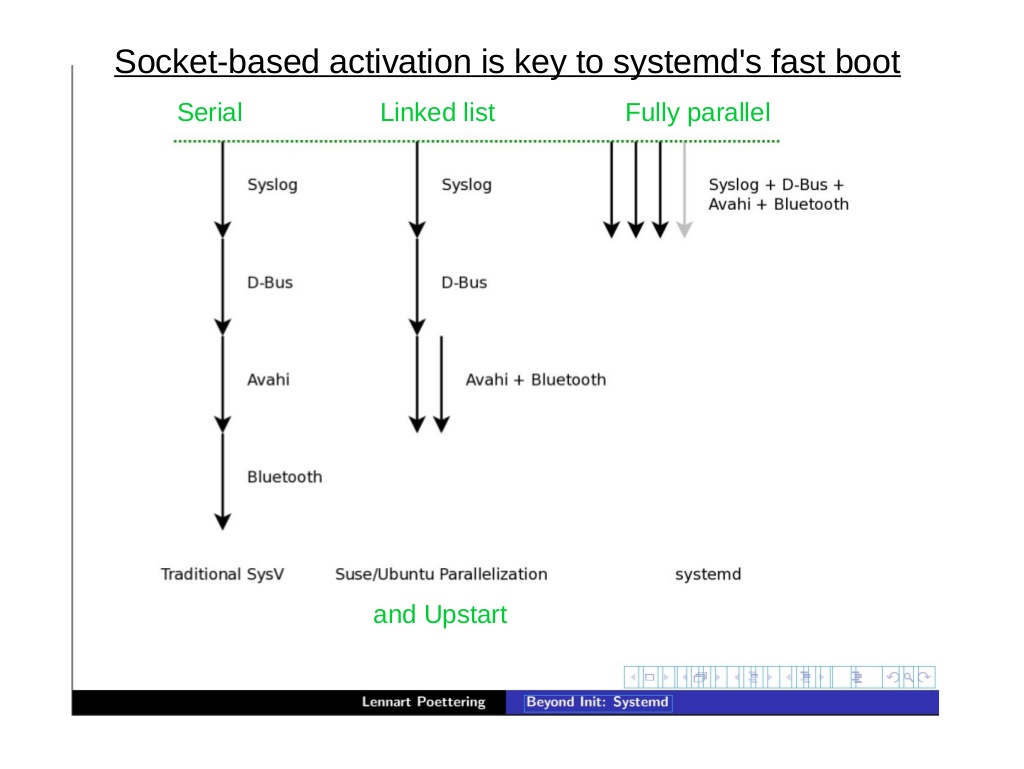 Socket-based activation is key to systemd's fast boot
Serial
Linked list
Fully parallel
Syslog
Syslog
Syslog + D-Bus +
Avahi + Bluetooth
D-Bus
D-Bus
Avahi
Avahi + Bluetooth
Bluetooth
Traditional SysV
Suse/Ubuntu Parallelization
systemd
and Upstart
Lennart Poettering
Beyond Init: Systemd